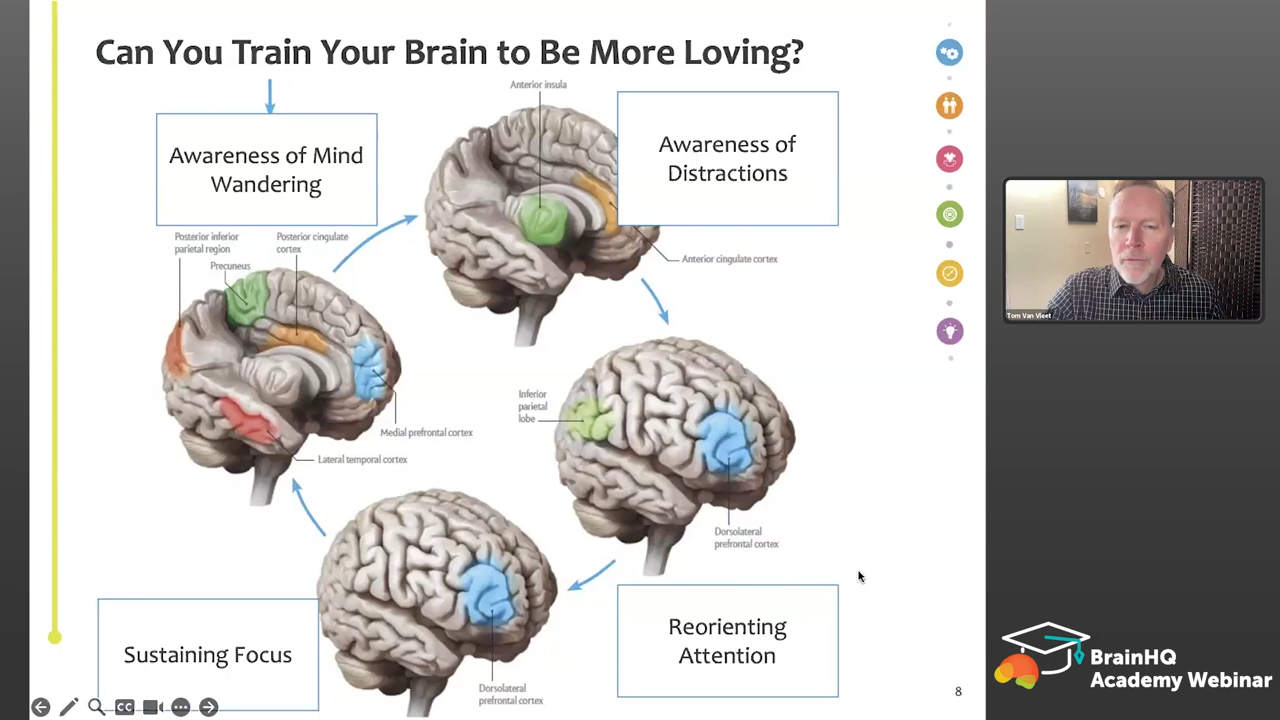 Can You Train Your Brain to Be More Loving?
Awareness of Mind
Wandering
Anterior insula
Awareness of
Distractions
Anterior cingulate cortex
Posterior inferior
parietal region
Precuneus
Posterior cingulate
cortex
Medial prefrontal cortex
Lateral temporal cortex
Inferior
parietal
lobe
Dorsolateral
prefrontal cortex
Reorienting
Attention
Sustaining Focus
Dorsolateral
prefrontal cortex
CC
8
Tom Van Vleet
BrainHQ
Academy Webinar